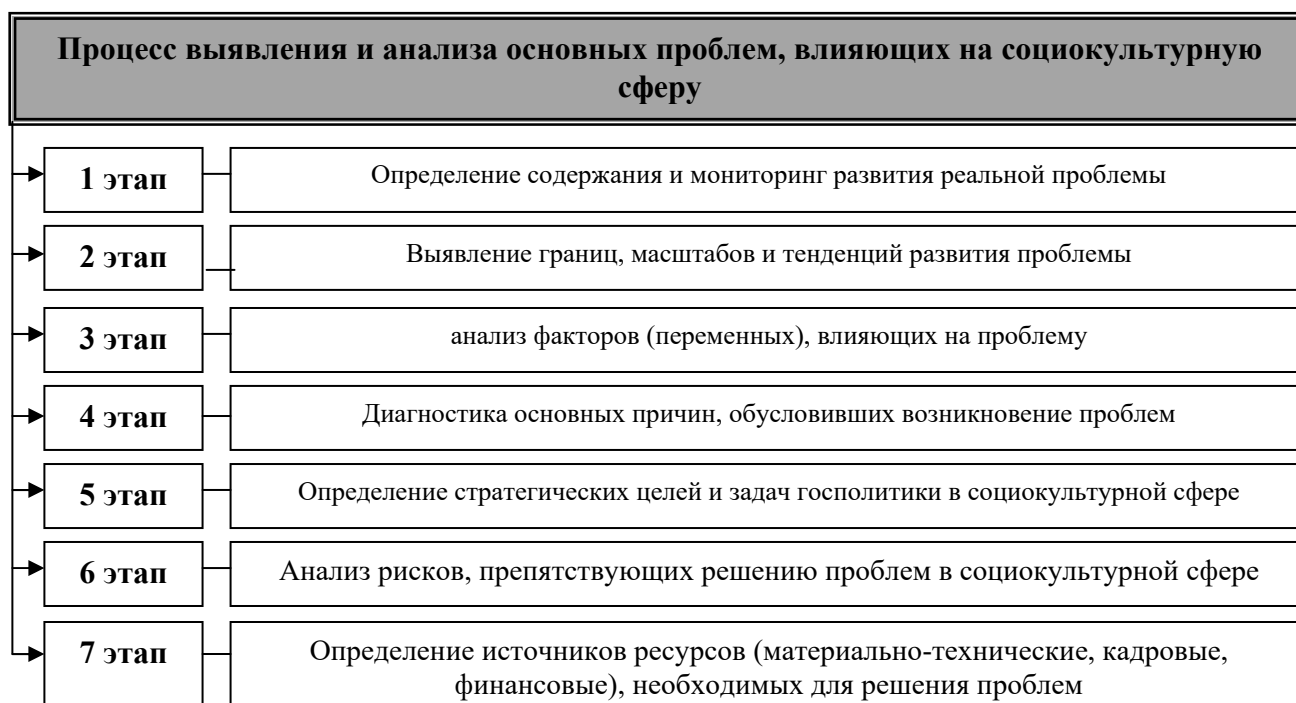 Процесс выявления и анализа основных проблем, влияющих на социокультурную
сферу
1 этап
Определение содержания и мониторинг развития реальной проблемы
2 этап
Выявление границ, масштабов и тенденций развития проблемы
3 этап
анализ факторов (переменных), влияющих на проблему
4 этап
Диагностика основных причин, обусловивших возникновение проблем
5 этап
Определение стратегических целей и задач госполитики в социокультурной сфере
6 этап
Анализ рисков, препятствующих решению проблем в социокультурной сфере
7 этап
Определение источников ресурсов (материально-технические, кадровые,
финансовые), необходимых для решения проблем